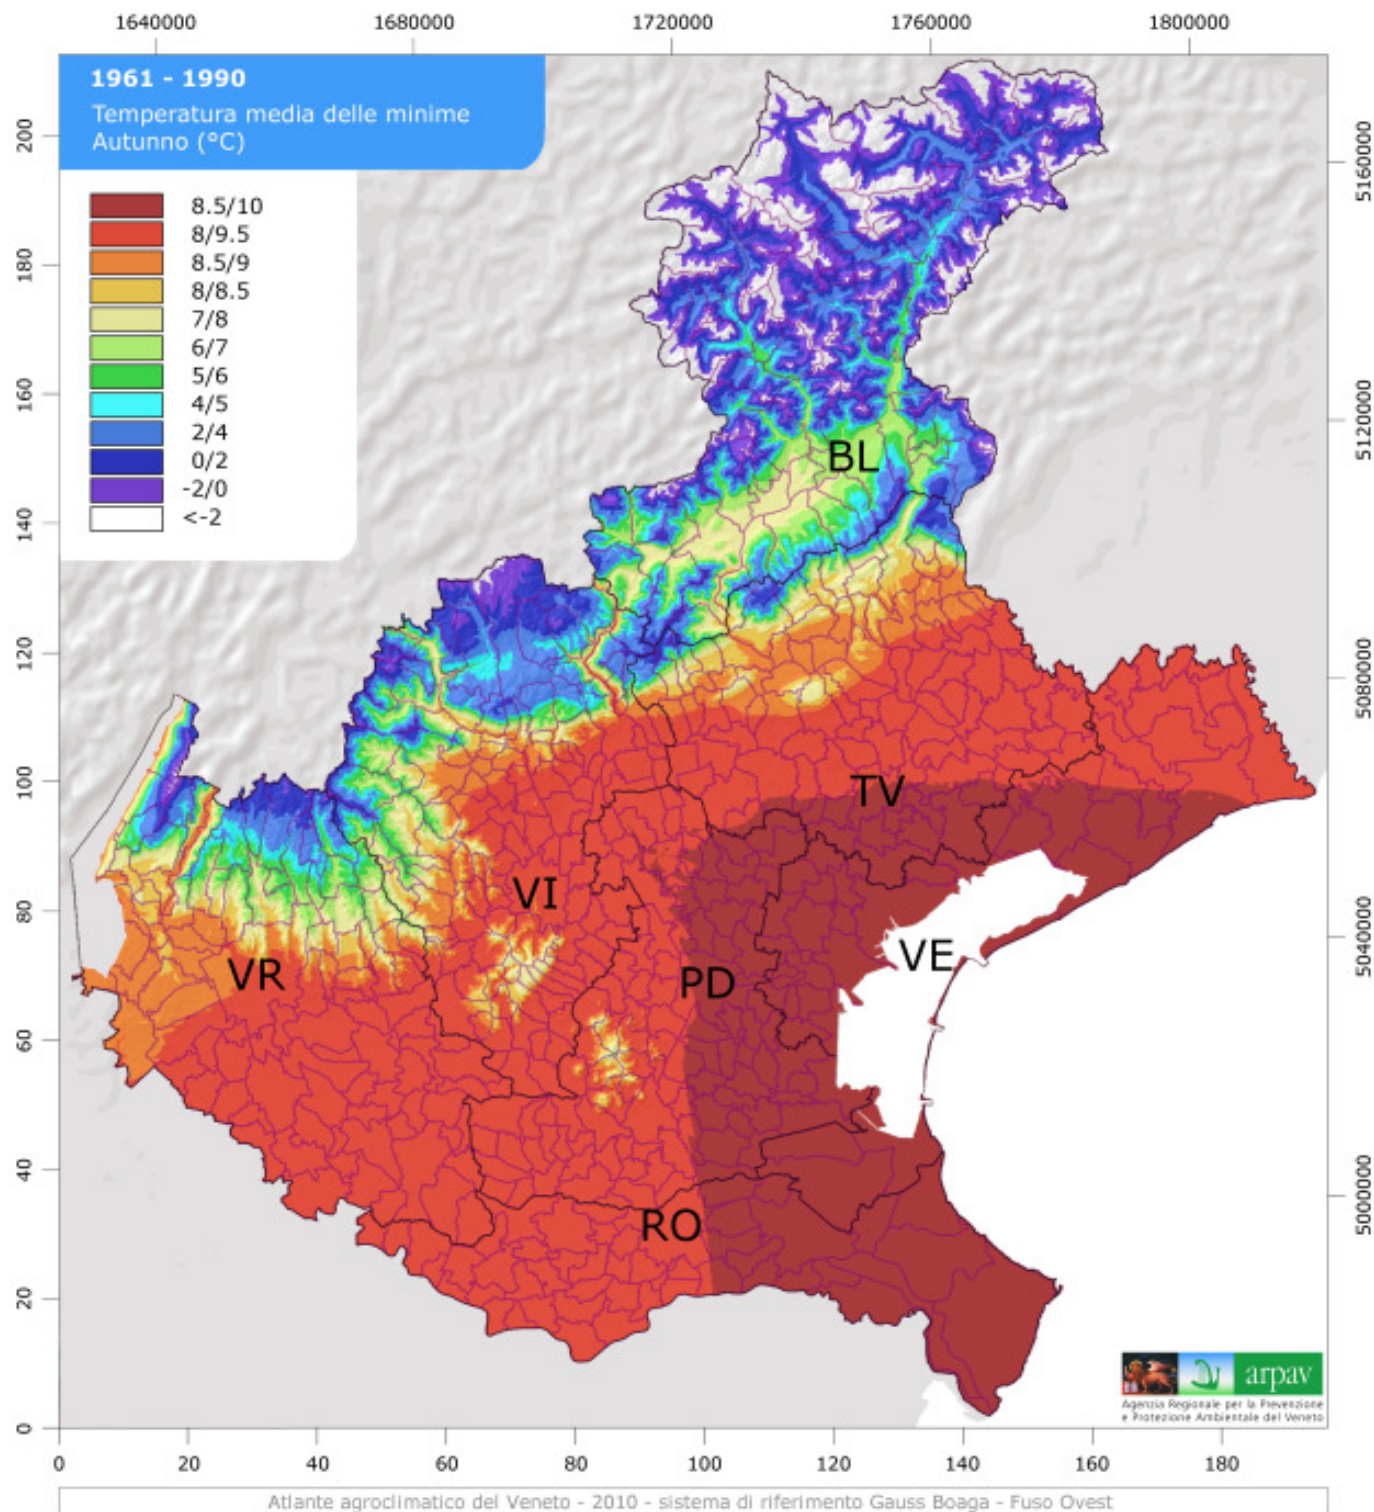 1640000 1680000 1720000 1760000 1800000
1961 - 1990
Temperatura media delle minime
Autunno (°C)
8.5/10
8/9.5
8.5/9
8/8.5
7/8
6/7
5/6
4/5
2/4
0/2
-2/0
<-2
200
180
160
140
120
100
80
60
40
20
0
5160000
5120000
5080000
5040000
5000000
BL
TV
VI
VE
VR
PD
RO
arpav
Agenzia Regionale per la Prevenzione
e Protezione Ambientale del Veneto
0 20 40 60 80 100 120 140 160 180
Atlante agroclimatico del Veneto - 2010 - sistema di riferimento Gauss Boaga - Fuso Ovest